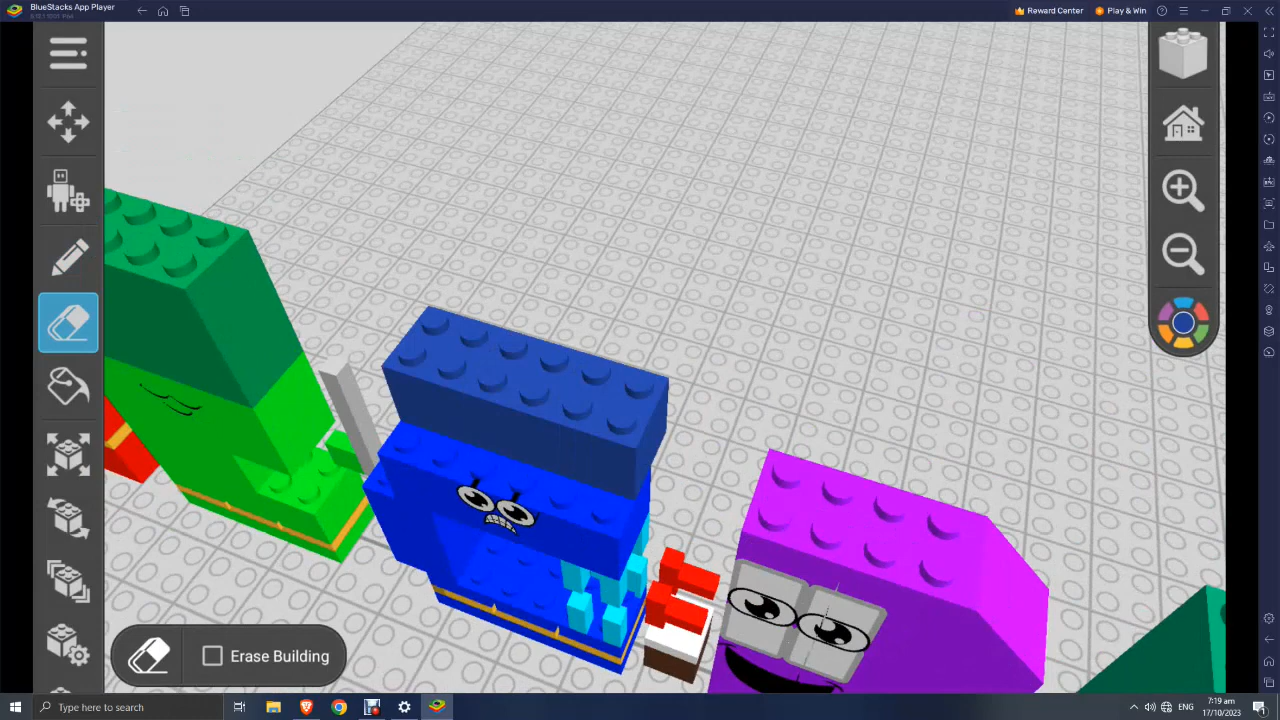 BlueStacks App Player
Reward Center
Play & Win
Erase Building
Type here to search
ENG
7:19 am
17/10/2023